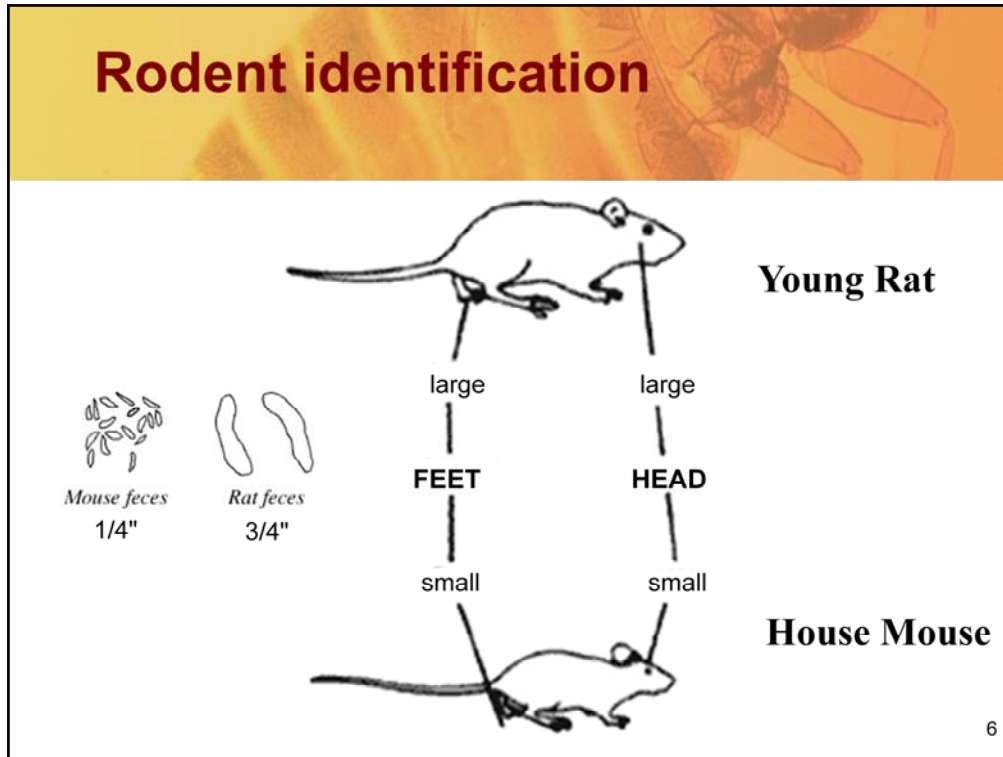 Rodent identification
Young Rat
large large
FEET HEAD
small small
House Mouse
Mouse feces Rat feces
1/4" 3/4"
6